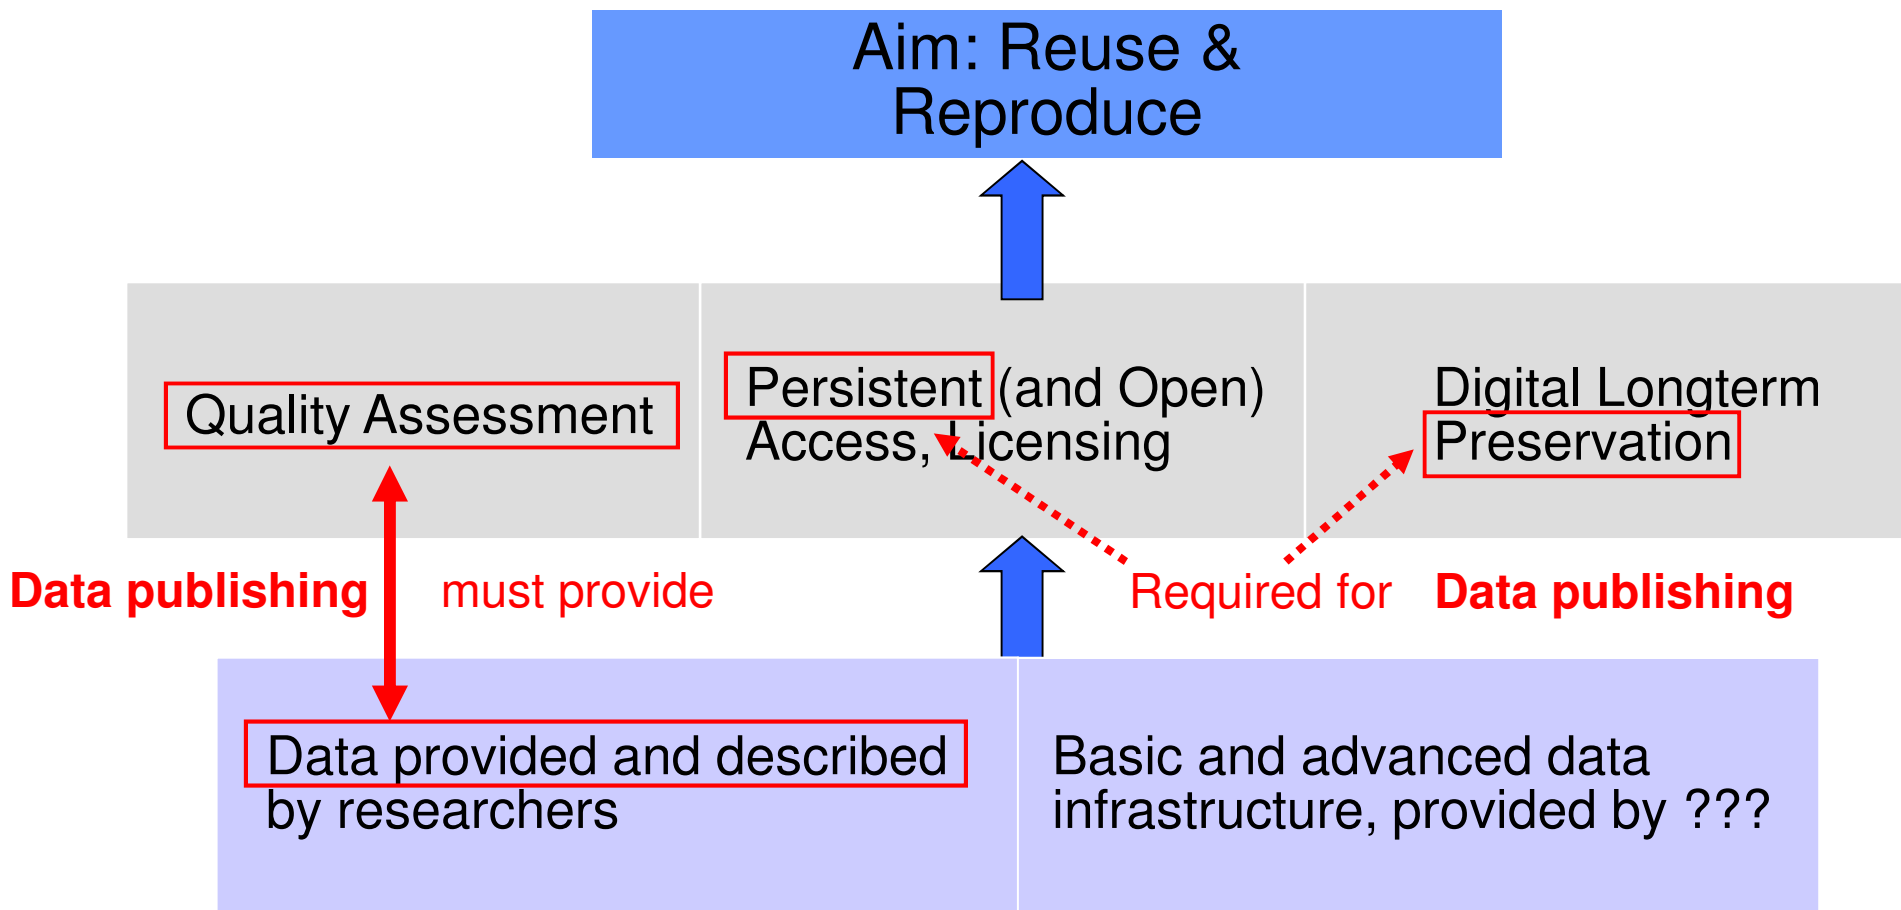 Aim: Reuse &
Reproduce
Quality Assessment
Persistent (and Open)
Access, Licensing
Digital Longterm
Preservation
Data publishing must provide
Required for Data publishing
Data provided and described
by researchers
Basic and advanced data
infrastructure, provided by ???